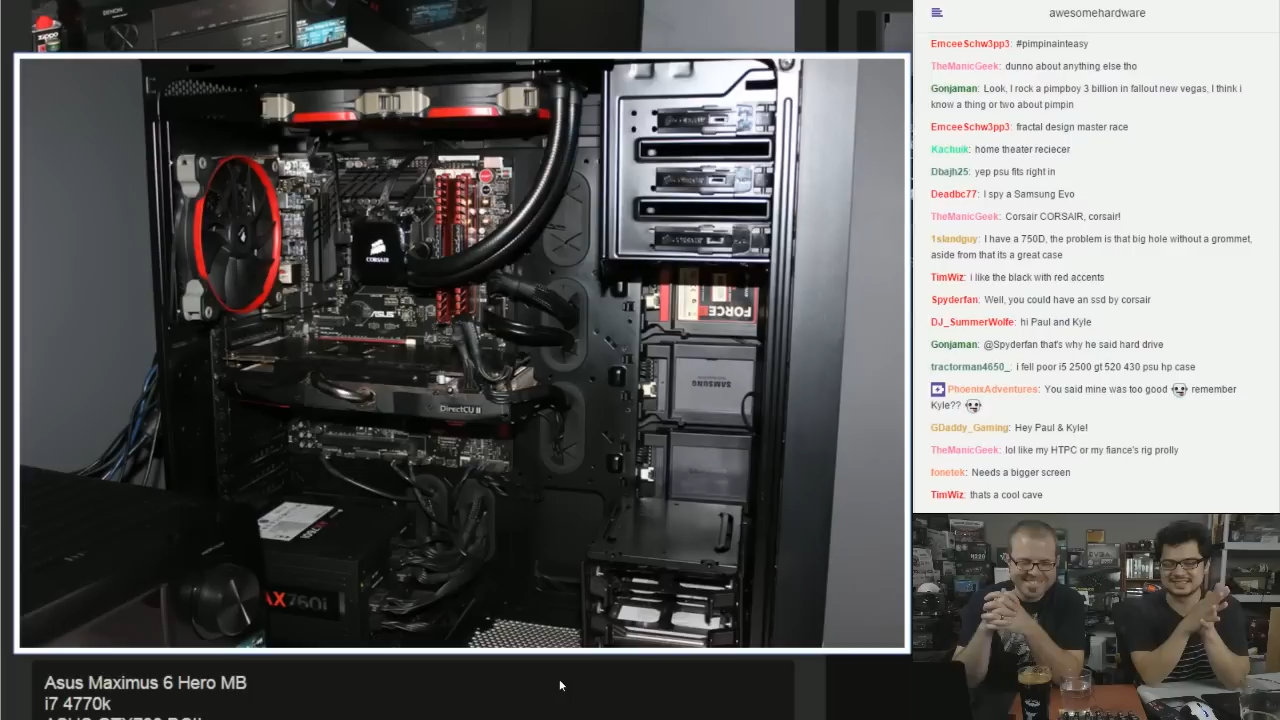 DENON
zippo
CORSAIR
ASUS
FORCE
SAMSUNG
DirectCU II
AX760i
Asus Maximus 6 Hero MB
i7 4770k
awesomehardware
EmceeSchw3pp3: #pimpinainteasy
TheManicGeek: dunno about anything else tho
Gonjaman: Look, I rock a pimpboy 3 billion in fallout new vegas, I think i
know a thing or two about pimpin
EmceeSchw3pp3: fractal design master race
Kachuik: home theater reciecer
Dbajh25: yep psu fits right in
Deadbc77: I spy a Samsung Evo
TheManicGeek: Corsair CORSAIR, corsair!
1slandguy: I have a 750D, the problem is that big hole without a grommet,
aside from that its a great case
TimWiz: i like the black with red accents
Spyderfan: Well, you could have an ssd by corsair
DJ_SummerWolfe: hi Paul and Kyle
Gonjaman: @Spyderfan that's why he said hard drive
tractorman4650_: i fell poor i5 2500 gt 520 430 psu hp case
PhoenixAdventures: You said mine was too good remember
Kyle??
GDaddy_Gaming: Hey Paul & Kyle!
TheManicGeek: lol like my HTPC or my fiance's rig prolly
fonetek: Needs a bigger screen
TimWiz: thats a cool cave